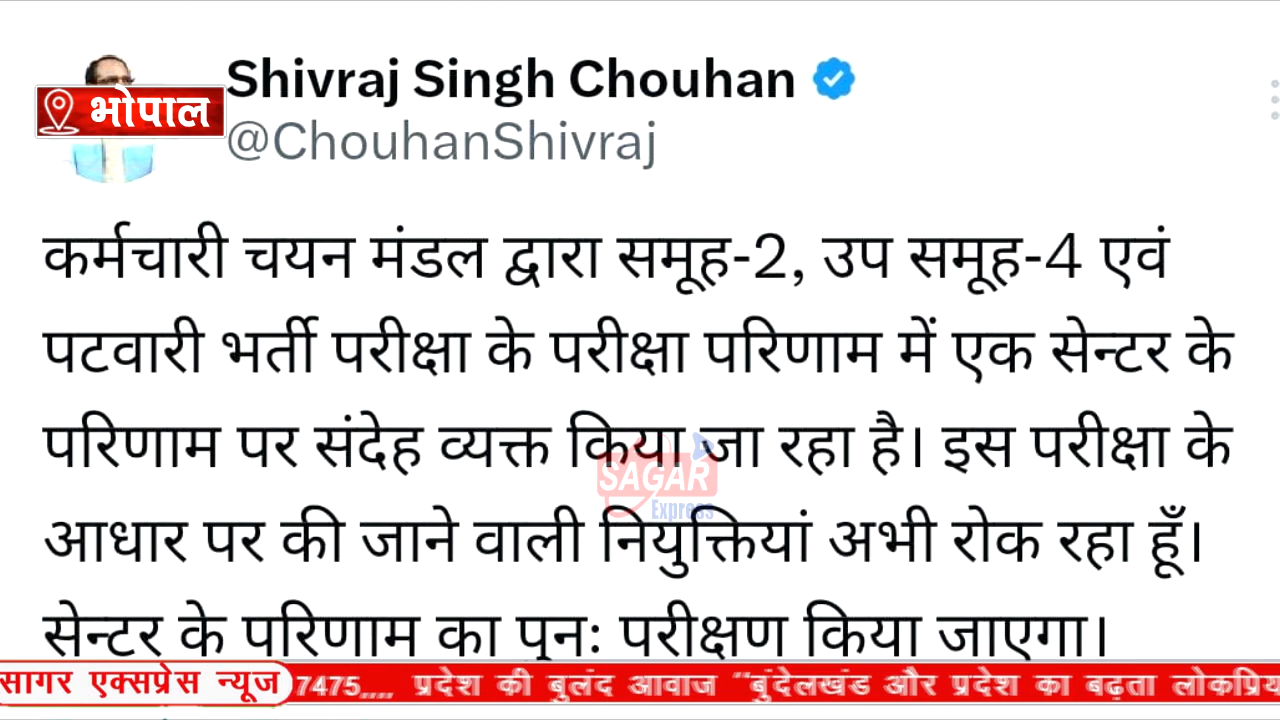 Shivraj Singh Chouhan
भोपाल
@ChouhanShivraj
कर्मचारी चयन मंडल द्वारा समूह-2, उप समूह-4 एवं
पटवारी भर्ती परीक्षा के परीक्षा परिणाम में एक सेन्टर के
परिणाम पर संदेह व्यक्त किया जा रहा है। इस परीक्षा के
SAGAR
Express
आधार पर की जाने वाली नियुक्तियां अभी रोक रहा हूँ।
सेन्टर के परिणाम का पुनः परीक्षण किया जाएगा।
सागर एक्सप्रेस न्यूज 7475.... प्रदेश की बुलंद आवाज "बुंदेलखंड और प्रदेश का बढ़ता लोकप्रिय